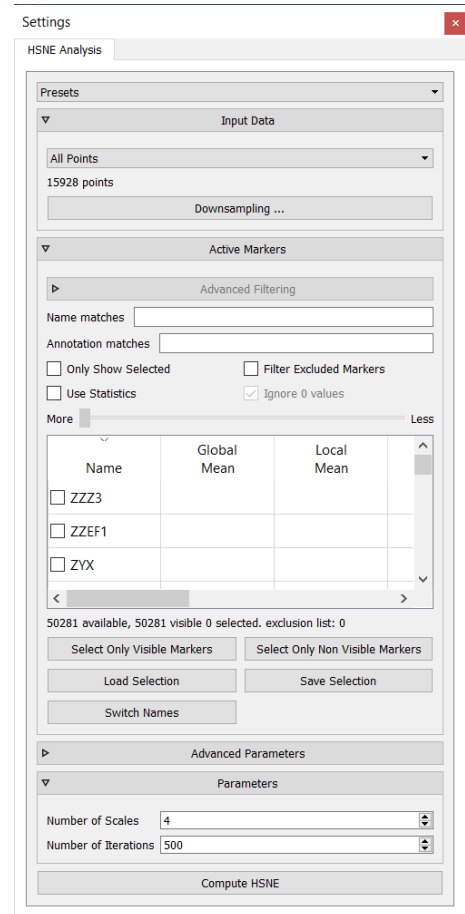 Settings
HSNE Analysis
Presets
Input Data
All Points
15928 points
Downsampling ...
Active Markers
Advanced Filtering
Name matches
Annotation matches
Only Show Selected Filter Excluded Markers
Use Statistics Ignore 0 values
More Less
Name Global Mean Local Mean
ZZZ3
ZZEF1
ZYX
50281 available, 50281 visible 0 selected. exclusion list: 0
Select Only Visible Markers Select Only Non Visible Markers
Load Selection Save Selection
Switch Names
Advanced Parameters
Parameters
Number of Scales 4
Number of Iterations 500
Compute HSNE